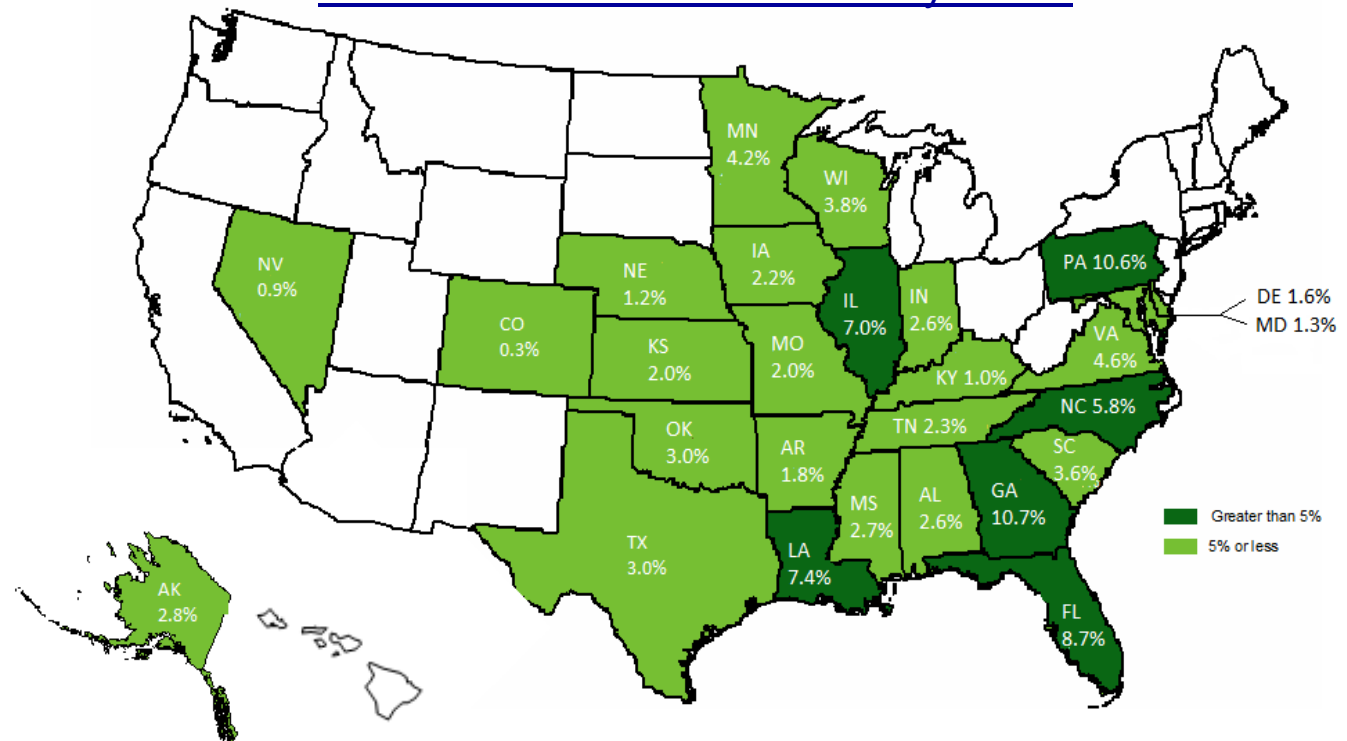 MN
4.2%
WI
3.8%
NV
0.9%
IA
2.2%
NE
1.2%
PA 10.6%
IL
7.0%
IN
2.6%
DE 1.6%
MD 1.3%
CO
0.3%
KS
2.0%
MO
2.0%
VA
4.6%
KY 1.0%
NC 5.8%
TN 2.3%
OK
3.0%
AR
1.8%
SC
3.6%
MS
2.7%
AL
2.6%
GA
10.7%
Greater than 5%
5% or less
TX
3.0%
LA
7.4%
AK
2.8%
FL
8.7%